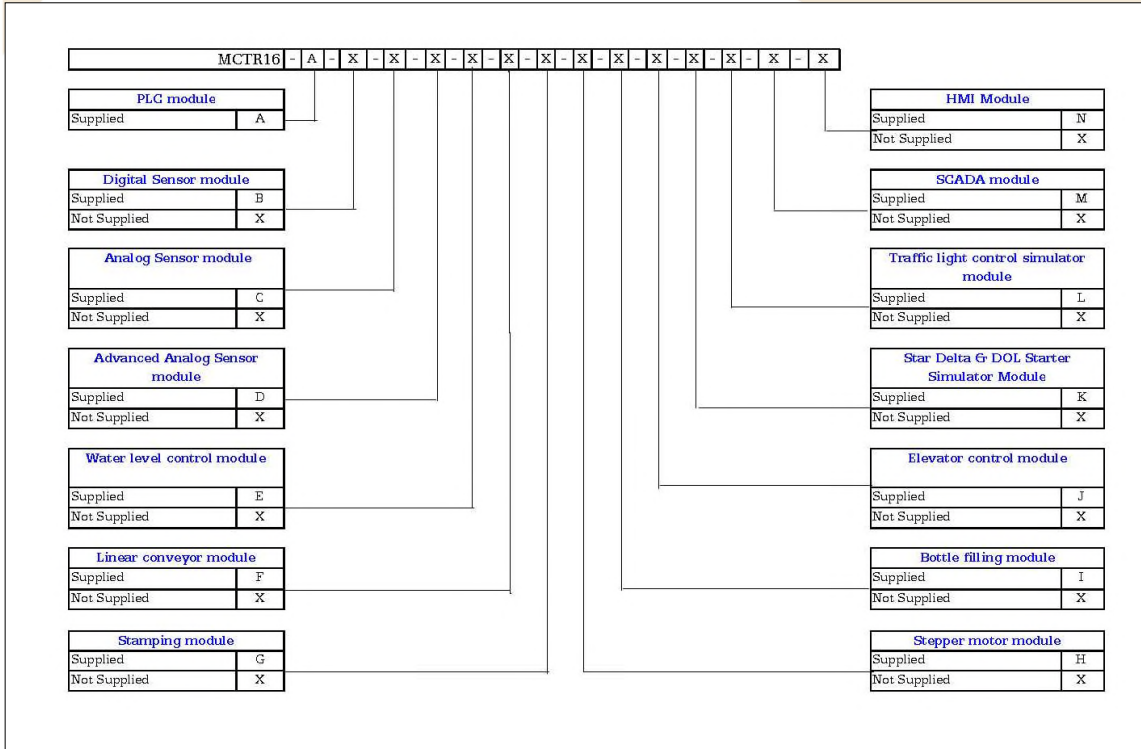 MCTR16 - A - X - X - X - X - X - X - X - X - X - X - X - X - X
PLC module
Supplied A
Digital Sensor module
Supplied B
Not Supplied X
Analog Sensor module
Supplied C
Not Supplied X
Advanced Analog Sensor
module
Supplied D
Not Supplied X
Water level control module
Supplied E
Not Supplied X
Linear conveyor module
Supplied F
Not Supplied X
Stamping module
Supplied G
Not Supplied X
HMI Module
Supplied N
Not Supplied X
SCADA module
Supplied M
Not Supplied X
Traffic light control simulator
module
Supplied L
Not Supplied X
Star Delta & DOL Starter
Simulator Module
Supplied K
Not Supplied X
Elevator control module
Supplied J
Not Supplied X
Bottle filling module
Supplied I
Not Supplied X
Stepper motor module
Supplied H
Not Supplied X